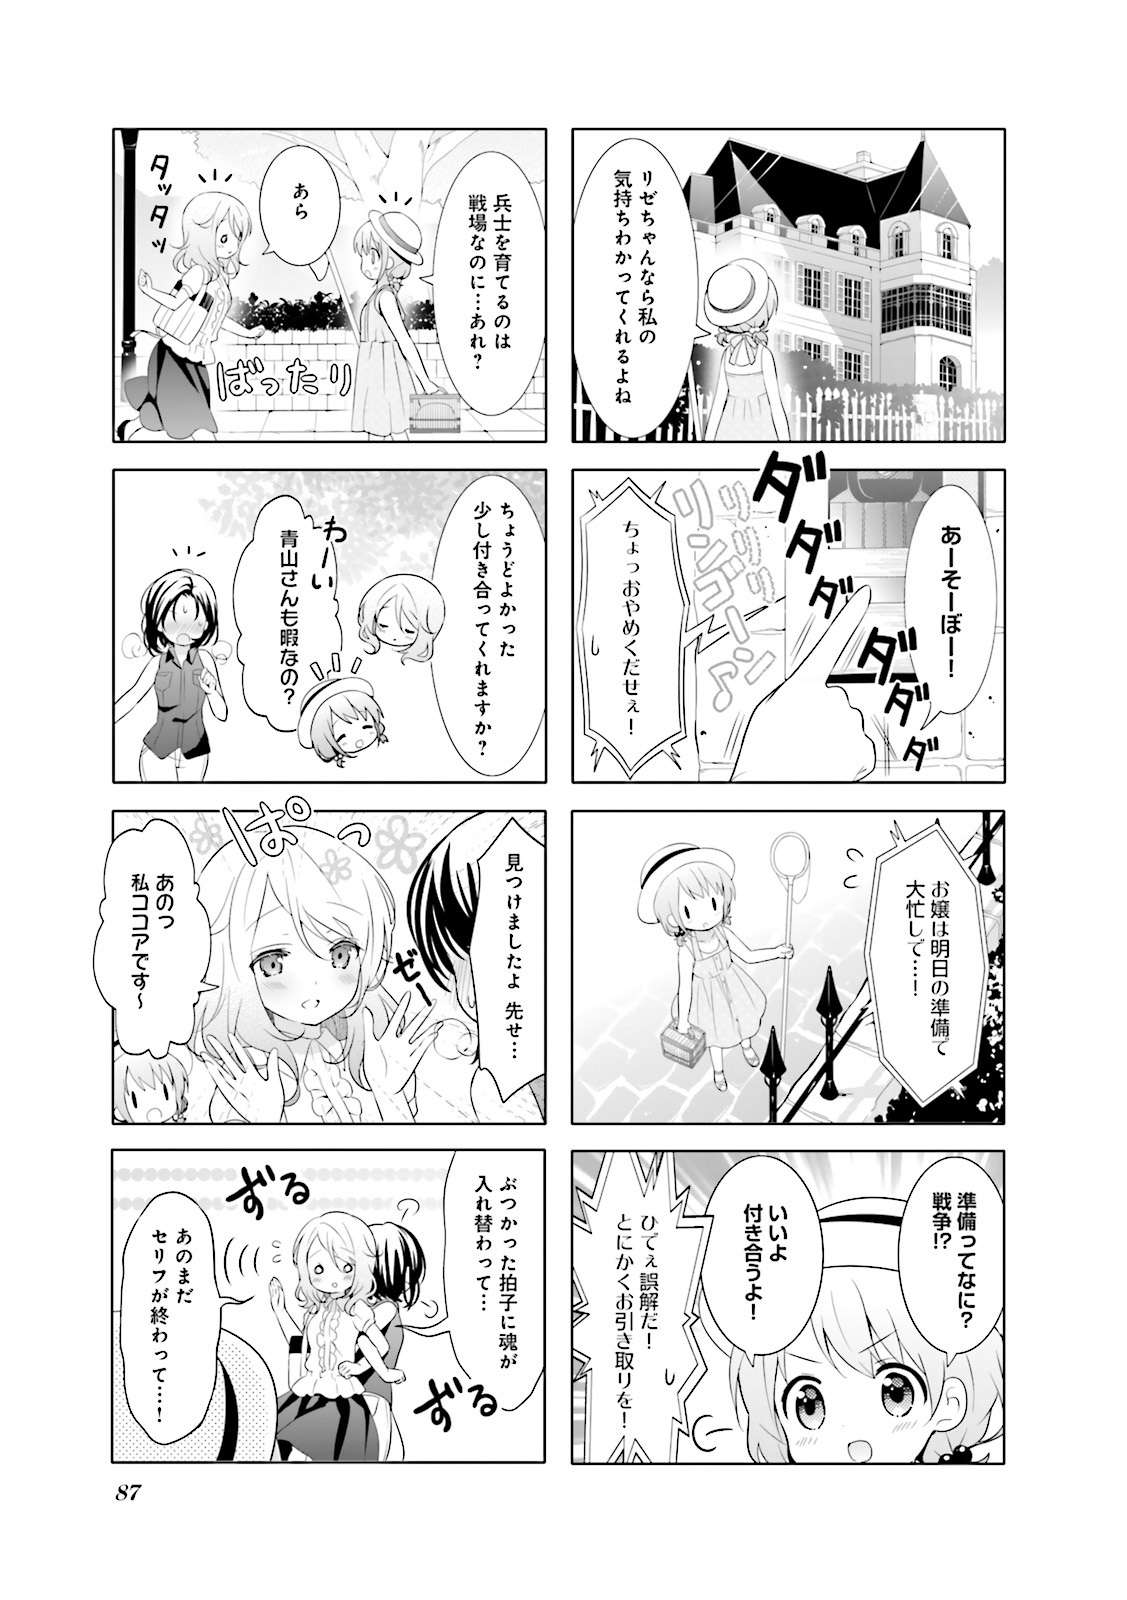 リゼちゃんなら私の
気持ちわかってくれるよね
あーそーぼー！
ダダダ
ダダダ
リリリリ
リンゴーン♪
ちょっおやめくだせぇ！
お嬢は明日の準備で
大忙しで…！
準備ってなに？
戦争!?
いいよ
付き合うよ！
ひでぇ誤解だ！
とにかくお引き取りを！
兵士を育てるのは
戦場なのに…あれ？
あら
タッタッ
ばったり
ちょうどよかった
少し付き合ってくれますか？
わーい
青山さんも暇なの？
見つけましたよ 先せ…
ゼー
ぱっ
あのっ
私ココアです～
ぶつかった拍子に魂が
入れ替わって…
ずる
ずる
あのまだ
セリフが終わって…！
87